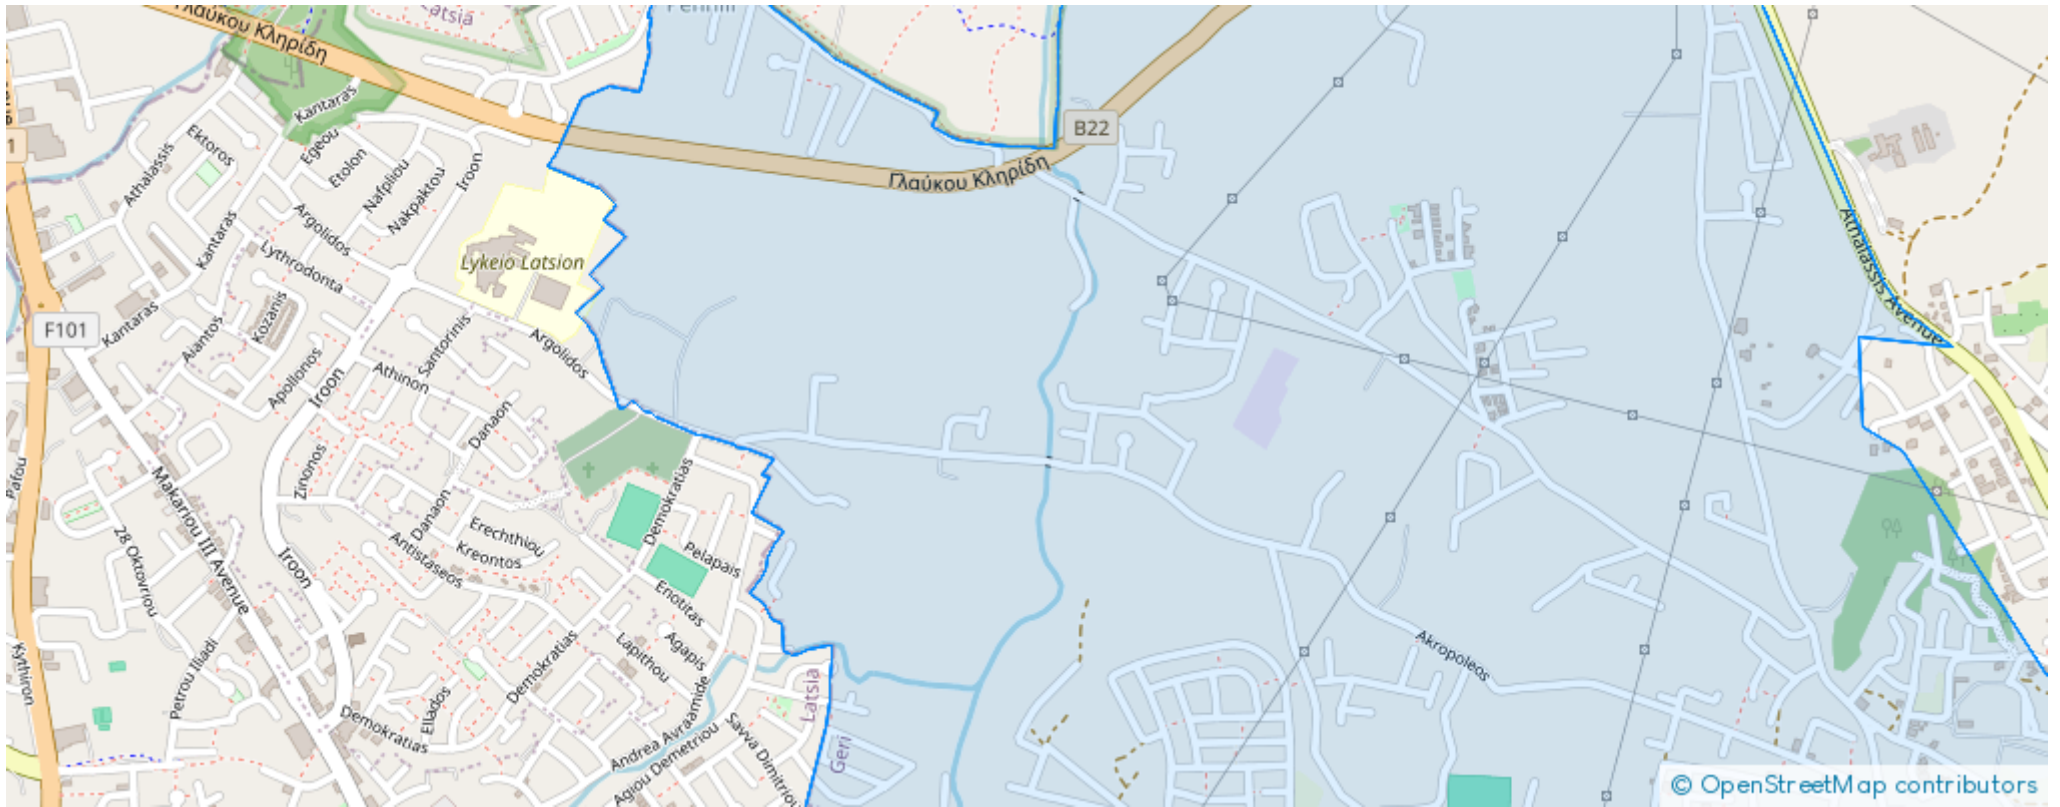 Latsia
Γλαύκου Κληρίδη
1
B22
Γλαύκου Κληρίδη
Kantaras
Egeou
Ektoros
Athalassis
Etolon
Nafpliou
Nakpaktou
Iroon
Argolidos
Kantaras
Lythrodonta
Lykeio Latsion
Athalassis Avenue
F101
Kantaras
Aiantos
Kozanis
Santorinis
Argolidos
Apollonos
Iroon
Athinon
Danaon
Pafou
Makariou III Avenue
Zinonos
Danaon
Erechthiou
Kreontos
Antistaseos
Demokratias
Pelapais
Eriotitas
28 Oktovriou
Iroon
Kythiron
Petrou Iliadi
Ellados
Demokratias
Demokratias
Lapithou
Agapis
Andrea Avraamide
Agiou Demetriou
Savva Dimitriou
Latsia
Geri
Akropoleos
© OpenStreetMap contributors